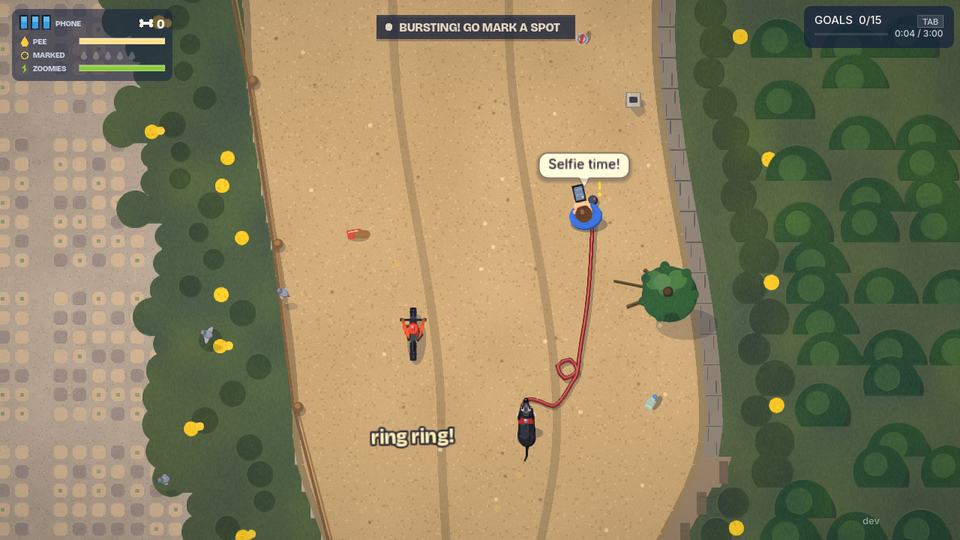 PHONE
0
PEE
MARKED
ZOOMIES
BURSTING! GO MARK A SPOT
GOALS 0/15
TAB
0:04 / 3:00
Selfie time!
ring ring!
dev